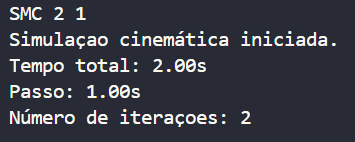 SMC 2 1
Simulaçao cinemática iniciada.
Tempo total: 2.00s
Passo: 1.00s
Número de iteraçoes: 2